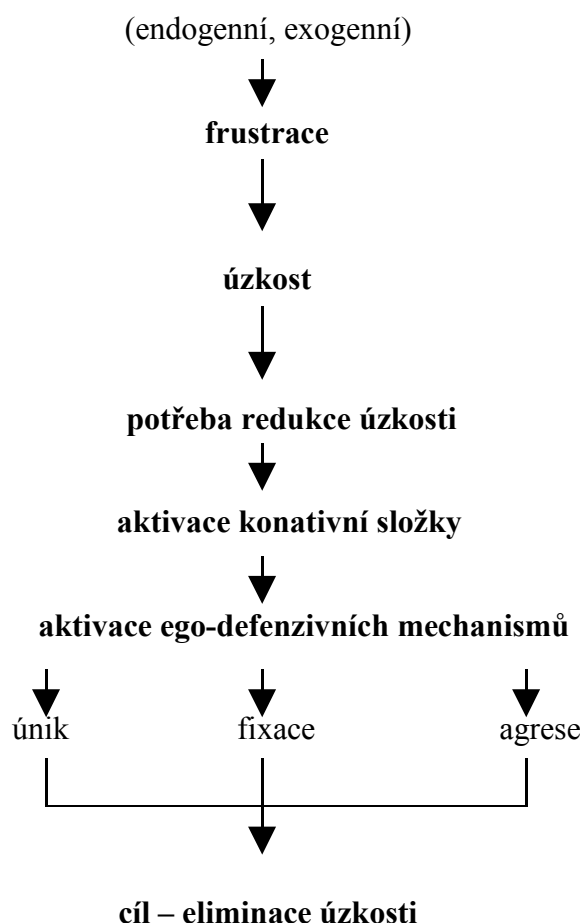 (endogenní, exogenní)
frustrace
úzkost
potřeba redukce úzkosti
aktivace konativní složky
aktivace ego-defenzivních mechanismů
únik fixace agrese
cíl – eliminace úzkosti